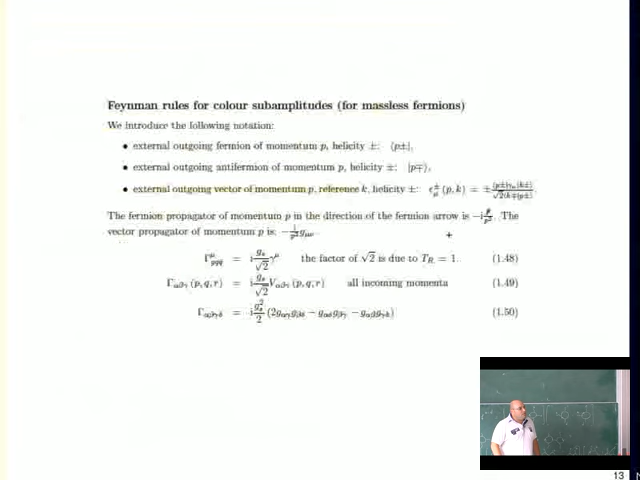 Feynman rules for colour subamplitudes (for massless fermions)
We introduce the following notation:
• external outgoing fermion of momentum p, helicity ±: ⟨p±|,
• external outgoing antifermion of momentum p, helicity ±: |p∓⟩,
• external outgoing vector of momentum p, reference k, helicity ±: ϵ^±_μ(p, k) = ±⟨p±|γ_μ|k±⟩/√2⟨k∓|p±⟩
The fermion propagator of momentum p in the direction of the fermion arrow is −i p̸/p². The
vector propagator of momentum p is: −i/p² g_μν.
Γ^μ_gqq̄ = i g_s/√2 γ^μ the factor of √2 is due to T_R = 1. (1.48)
Γ_αβγ(p, q, r) = i g_s/√2 V_αβγ(p, q, r) all incoming momenta (1.49)
Γ_αβγδ = i g_s²/2 (2g_αγ g_βδ − g_αδ g_βγ − g_αβ g_γδ) (1.50)
13